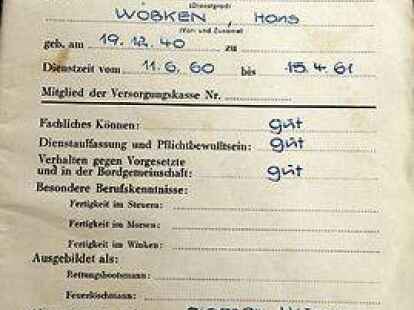 (Dienstgrad)
WÖBKEN, Hans
(Vor- und Zuname)
geb. am 19.12.40 zu
Dienstzeit vom 11.6.60 bis 15.4.61
Mitglied der Versorgungskasse Nr.
Fachliches Können: gut
Dienstauffassung und Pflichtbewußtsein: gut
Verhalten gegen Vorgesetzte
und in der Bordgemeinschaft: gut
Besondere Berufskenntnisse:
Fertigkeit im Steuern:
Fertigkeit im Morsen:
Fertigkeit im Winken:
Ausgebildet als:
Rettungsbootsmann:
Feuerlöschmann: